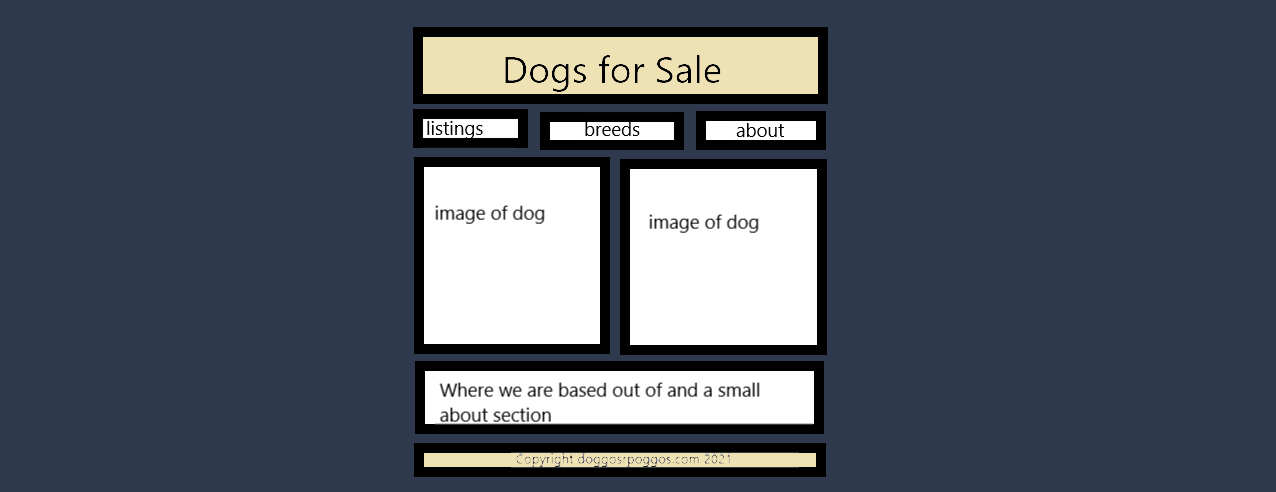 Dogs for Sale
listings
breeds
about
image of dog
image of dog
Where we are based out of and a small
about section
Copyright doggosrpoggos.com 2021